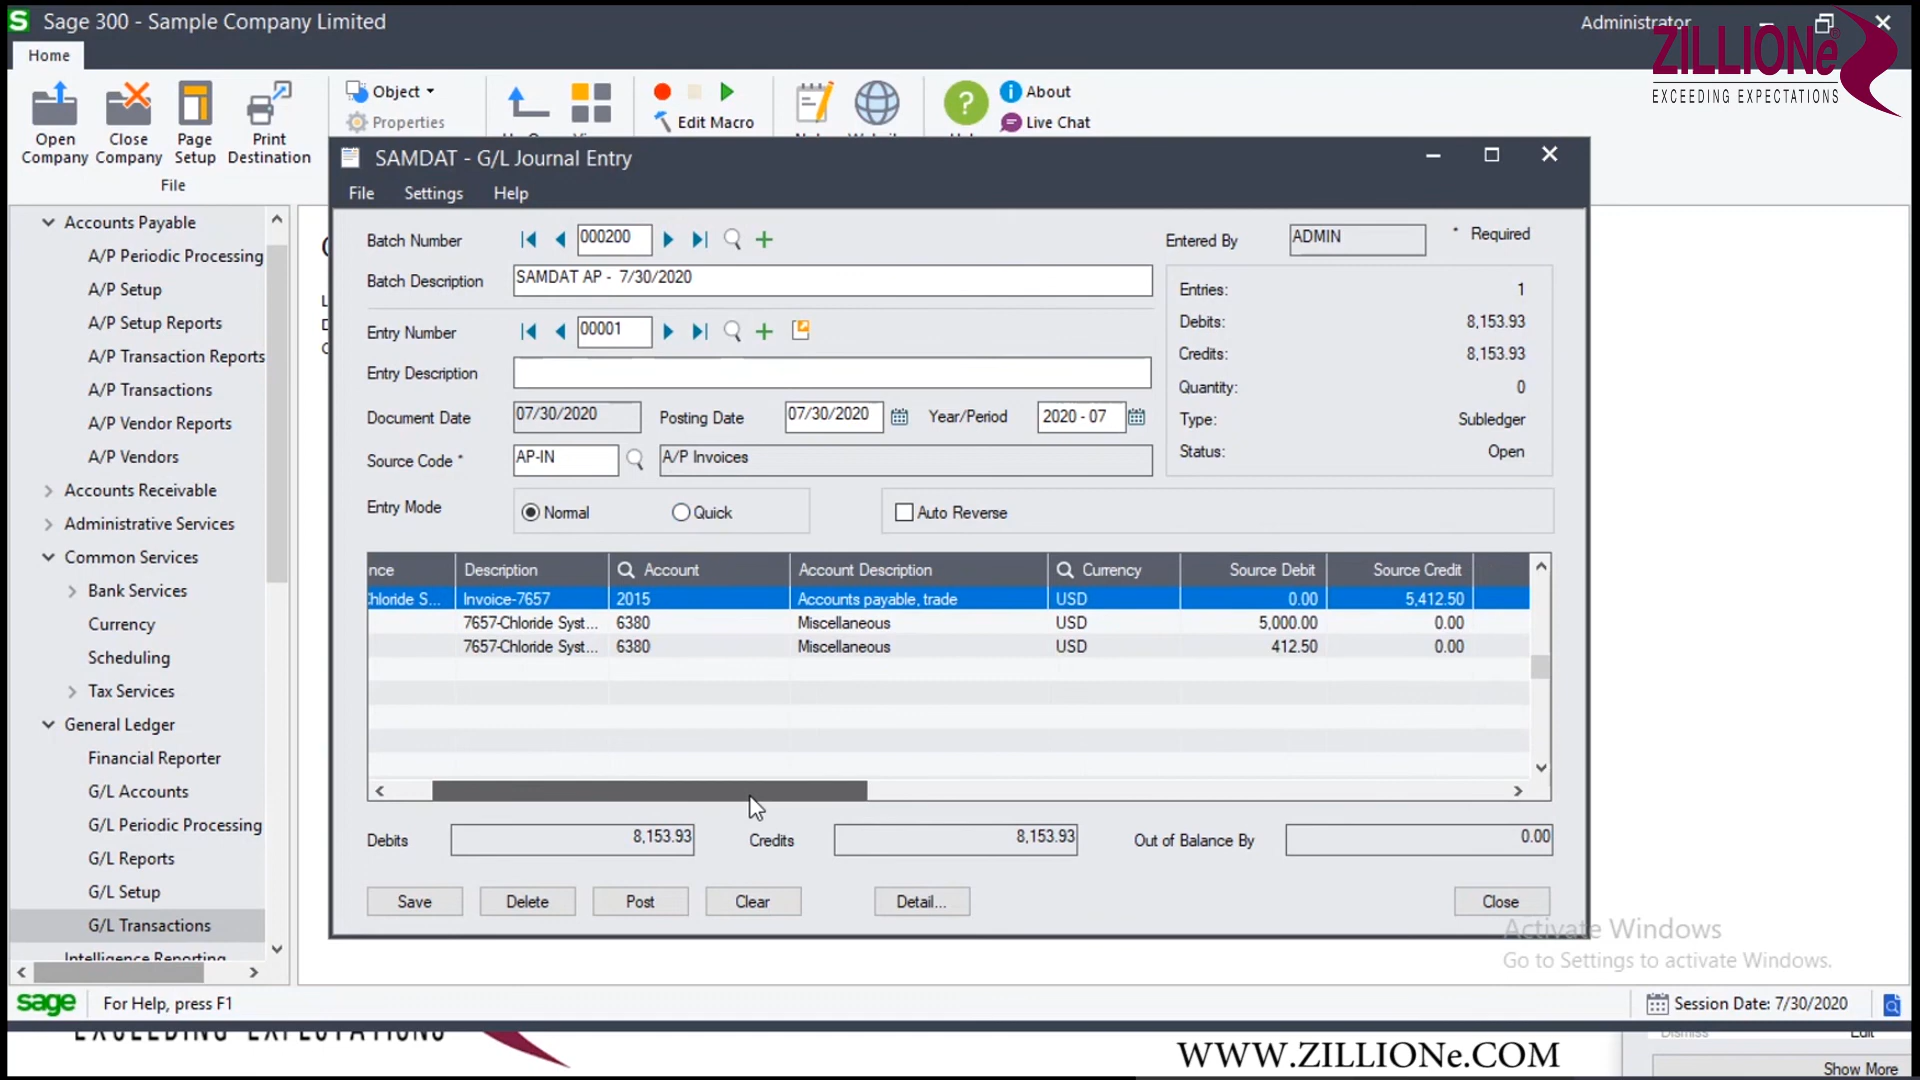 Sage 300 - Sample Company Limited
Administrator
ZILLIONe
EXCEEDING EXPECTATIONS
Home
Open Company
Close Company
Page Setup
Print Destination
File
Object
Properties
Edit Macro
About
Live Chat
SAMDAT - G/L Journal Entry
File Settings Help
Accounts Payable
A/P Periodic Processing
A/P Setup
A/P Setup Reports
A/P Transaction Reports
A/P Transactions
A/P Vendor Reports
A/P Vendors
Accounts Receivable
Administrative Services
Common Services
Bank Services
Currency
Scheduling
Tax Services
General Ledger
Financial Reporter
G/L Accounts
G/L Periodic Processing
G/L Reports
G/L Setup
G/L Transactions
Intelligence Reporting
Batch Number 000200
Entered By ADMIN
* Required
Batch Description SAMDAT AP - 7/30/2020
Entry Number 00001
Entry Description
Document Date 07/30/2020 Posting Date 07/30/2020 Year/Period 2020 - 07
Source Code * AP-IN A/P Invoices
Entry Mode Normal Quick Auto Reverse
Entries: 1
Debits: 8,153.93
Credits: 8,153.93
Quantity: 0
Type: Subledger
Status: Open
nce Description Account Account Description Currency Source Debit Source Credit
Chloride S... Invoice-7657 2015 Accounts payable, trade USD 0.00 5,412.50
7657-Chloride Syst... 6380 Miscellaneous USD 5,000.00 0.00
7657-Chloride Syst... 6380 Miscellaneous USD 412.50 0.00
Debits 8,153.93 Credits 8,153.93 Out of Balance By 0.00
Save Delete Post Clear Detail... Close
Activate Windows
Go to Settings to activate Windows.
sage For Help, press F1
Session Date: 7/30/2020
EXCEEDING EXPECTATIONS
WWW.ZILLIONe.COM
Dismiss Edit
Show More